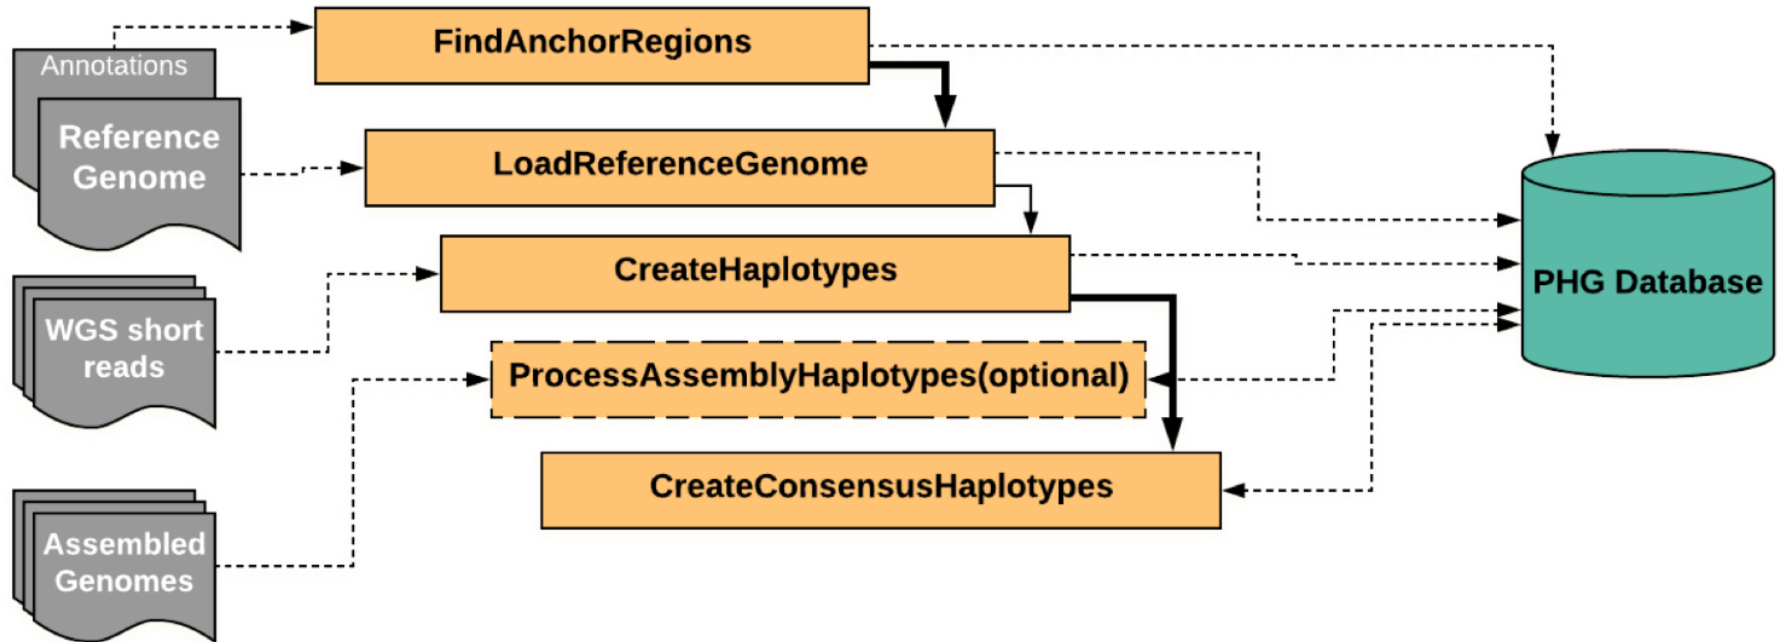 FindAnchorRegions
Annotations
Reference
Genome
LoadReferenceGenome
CreateHaplotypes
PHG Database
WGS short
reads
ProcessAssemblyHaplotypes(optional)
CreateConsensusHaplotypes
Assembled
Genomes